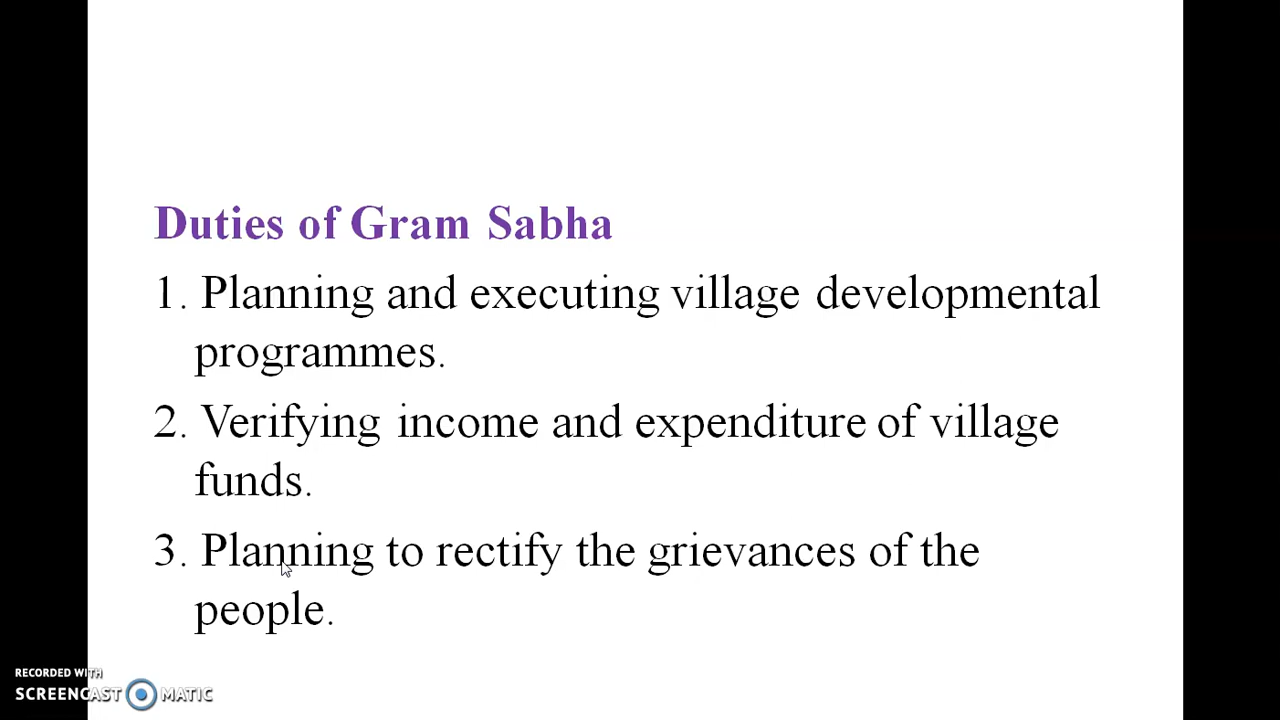 Duties of Gram Sabha
1. Planning and executing village developmental
programmes.
2. Verifying income and expenditure of village
funds.
3. Planning to rectify the grievances of the
people.
RECORDED WITH
SCREENCAST MATIC